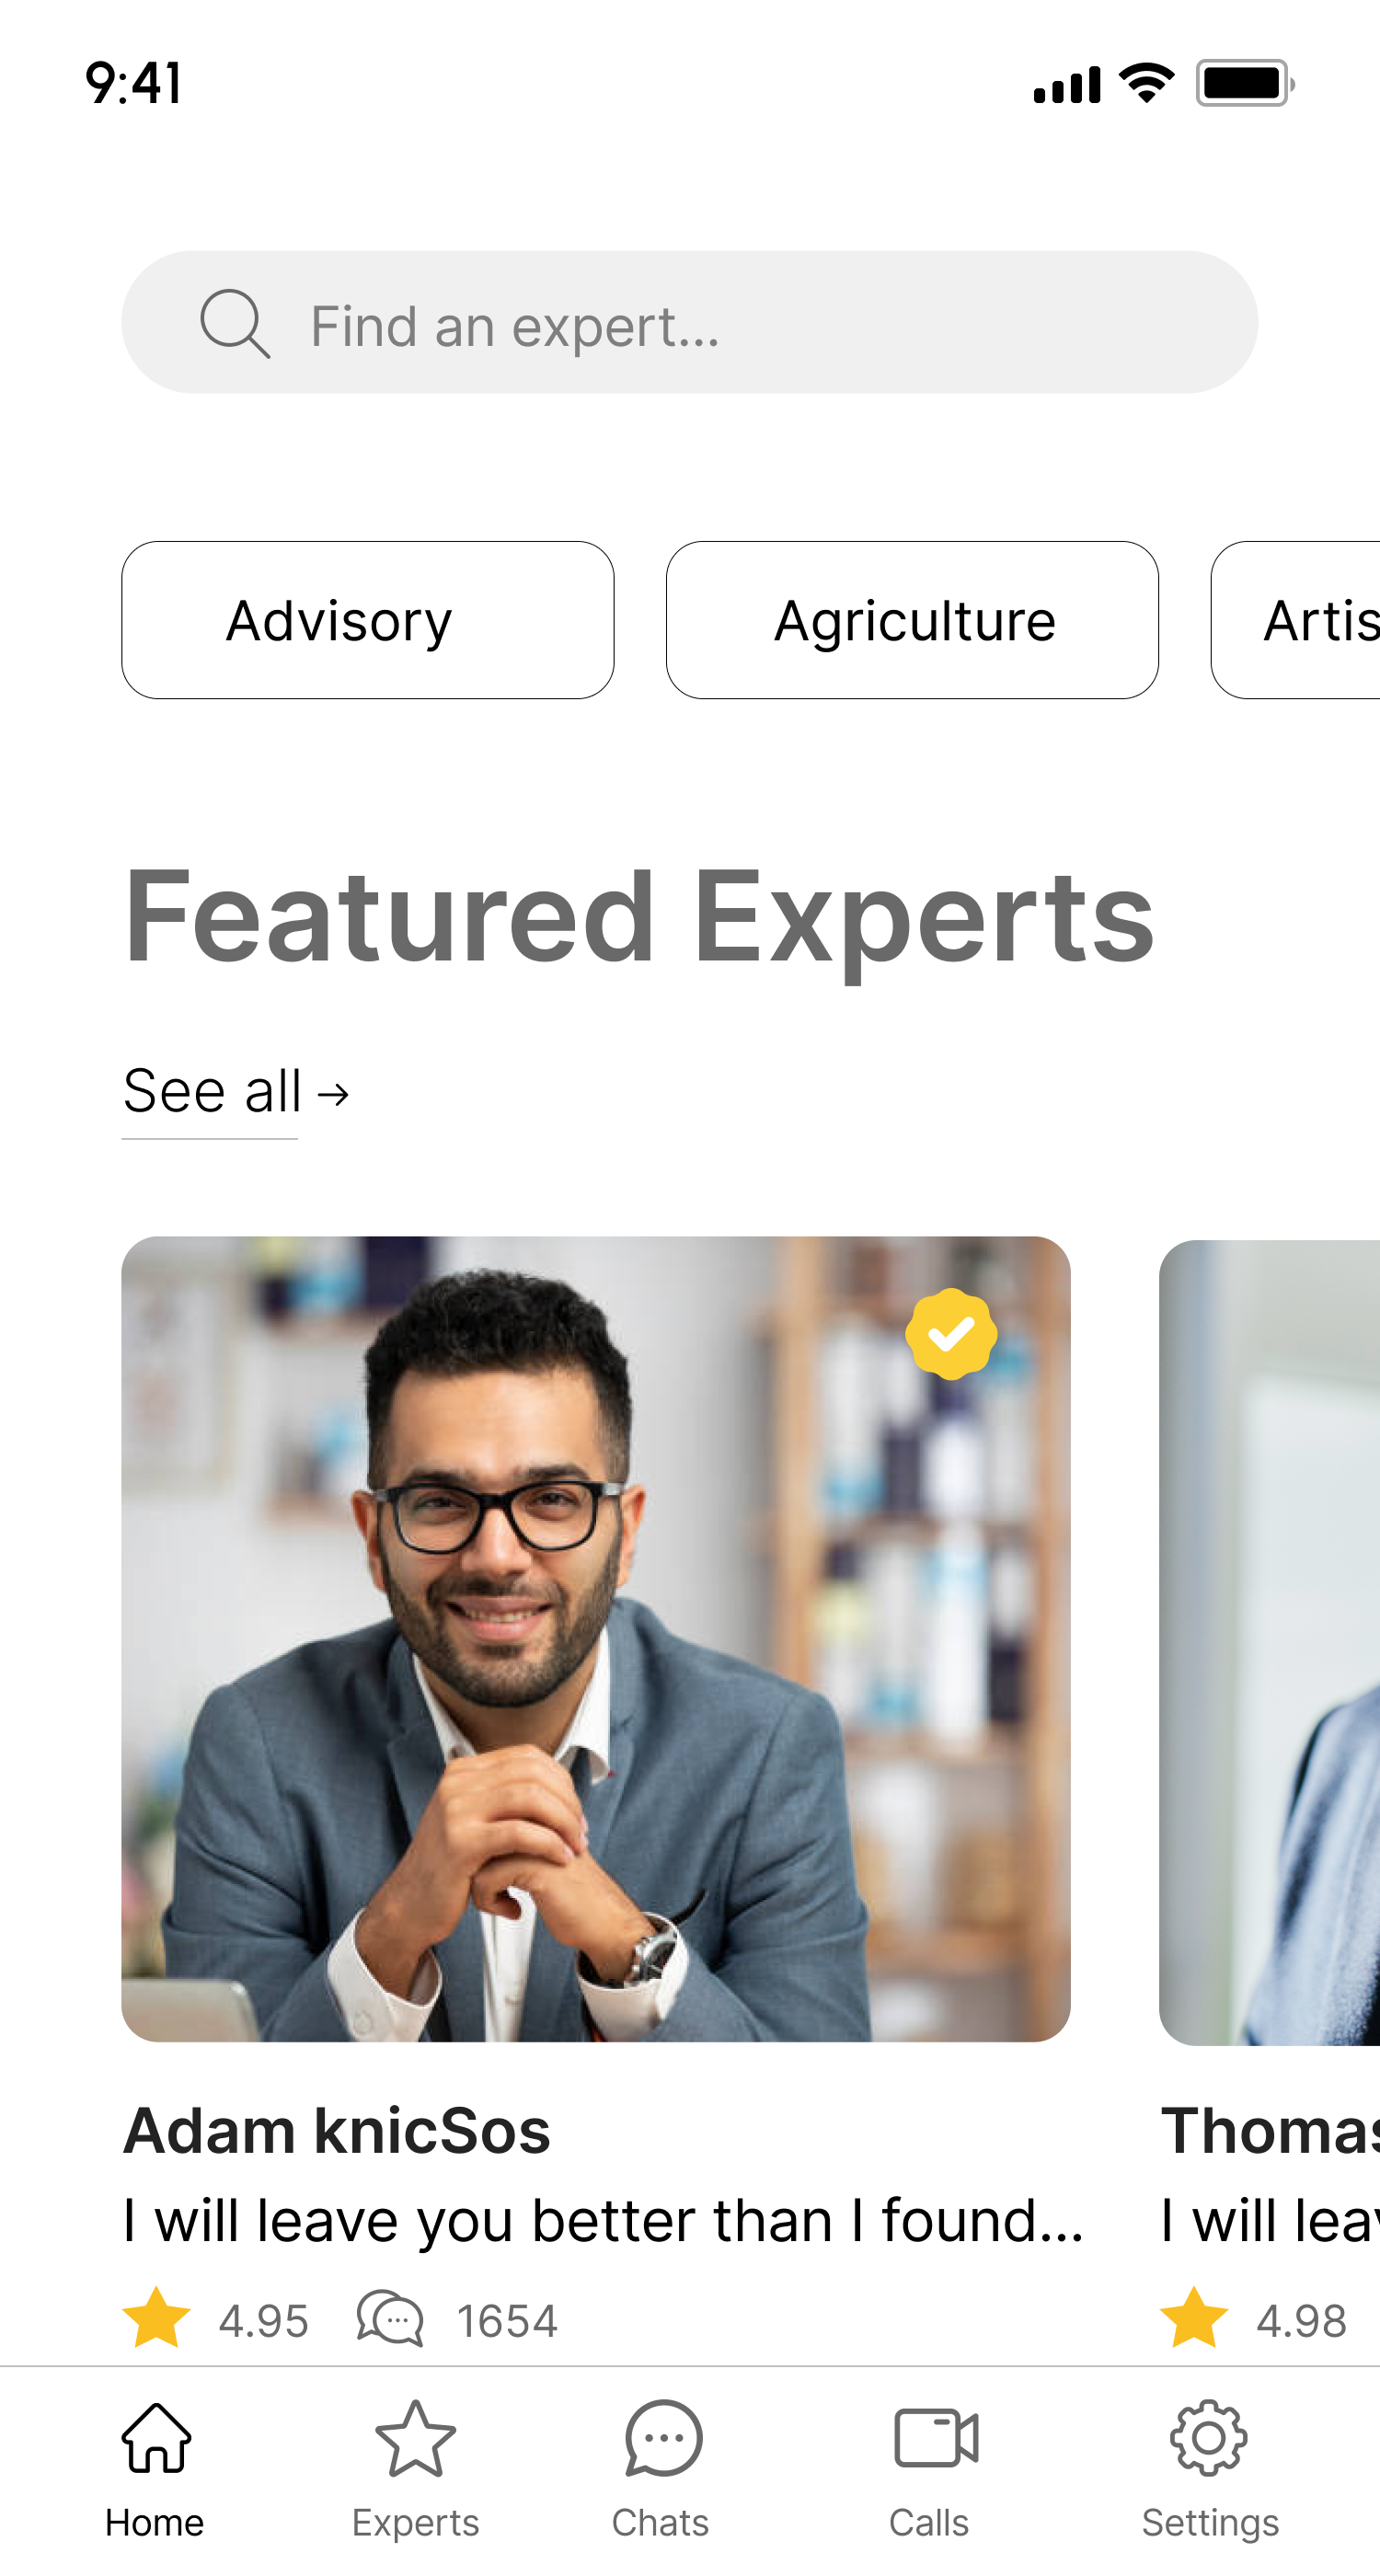 9:41
Find an expert...
Advisory
Agriculture
Artis
Featured Experts
See all →
Adam knicSos
Thomas
I will leave you better than I found...
I will leav
4.95
1654
4.98
Home
Experts
Chats
Calls
Settings